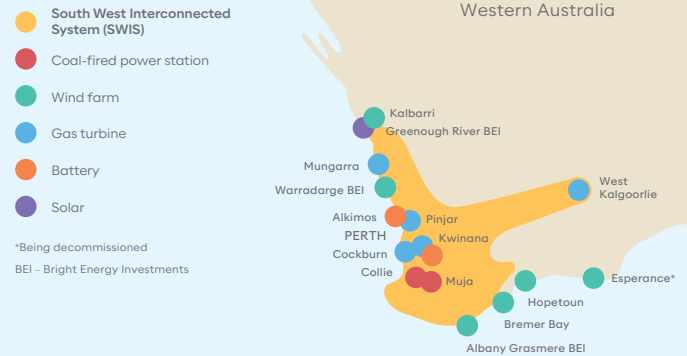 South West Interconnected
System (SWIS)
Coal-fired power station
Wind farm
Gas turbine
Battery
Solar
*Being decommissioned
BEI – Bright Energy Investments
Western Australia
Kalbarri
Greenough River BEI
Mungarra
Warradarge BEI
West
Kalgoorlie
Alkimos
Pinjar
PERTH
Kwinana
Cockburn
Collie
Muja
Esperance*
Hopetoun
Bremer Bay
Albany Grasmere BEI